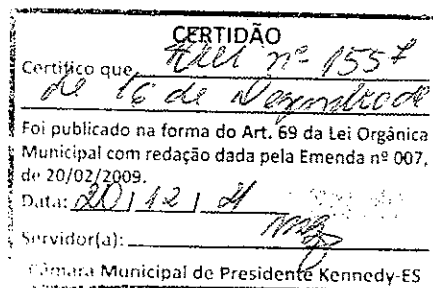 CERTIDÃO
Certifico que Lei nº 1557
de 16 de Dezembro de
Foi publicado na forma do Art. 69 da Lei Orgânica
Municipal com redação dada pela Emenda nº 007,
de 20/02/2009.
Data: 20 / 12 / 21
Servidor(a):
Câmara Municipal de Presidente Kennedy-ES